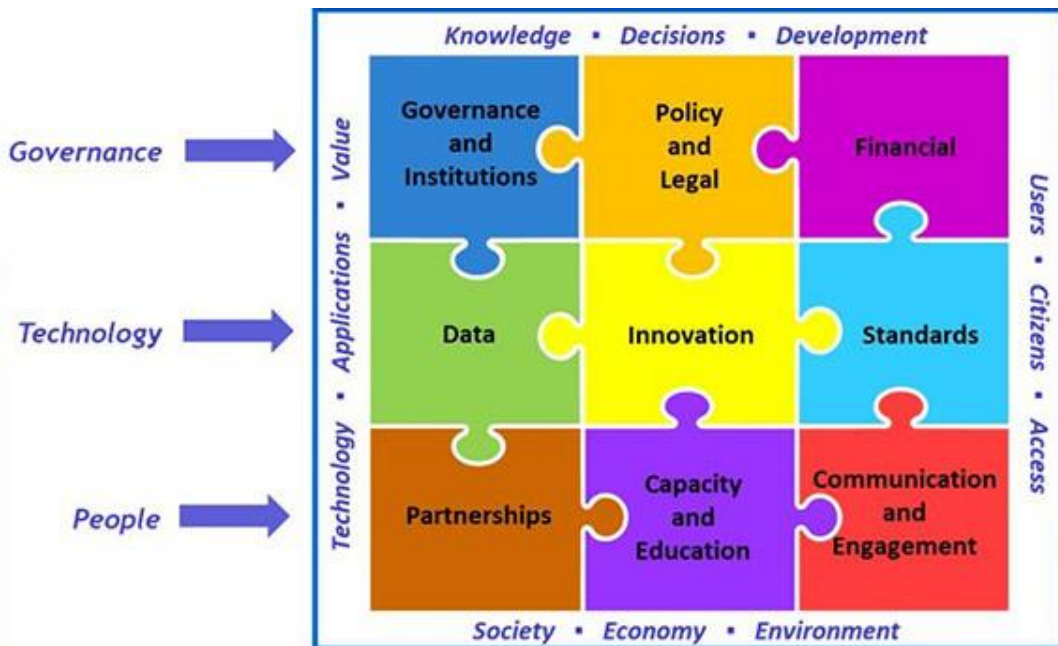 Knowledge ▪ Decisions ▪ Development
Governance
Technology ▪ Applications ▪ Value
Governance
and
Institutions
Policy
and
Legal
Financial
Users ▪ Citizens ▪ Access
Technology
Data
Innovation
Standards
People
Partnerships
Capacity
and
Education
Communication
and
Engagement
Society ▪ Economy ▪ Environment